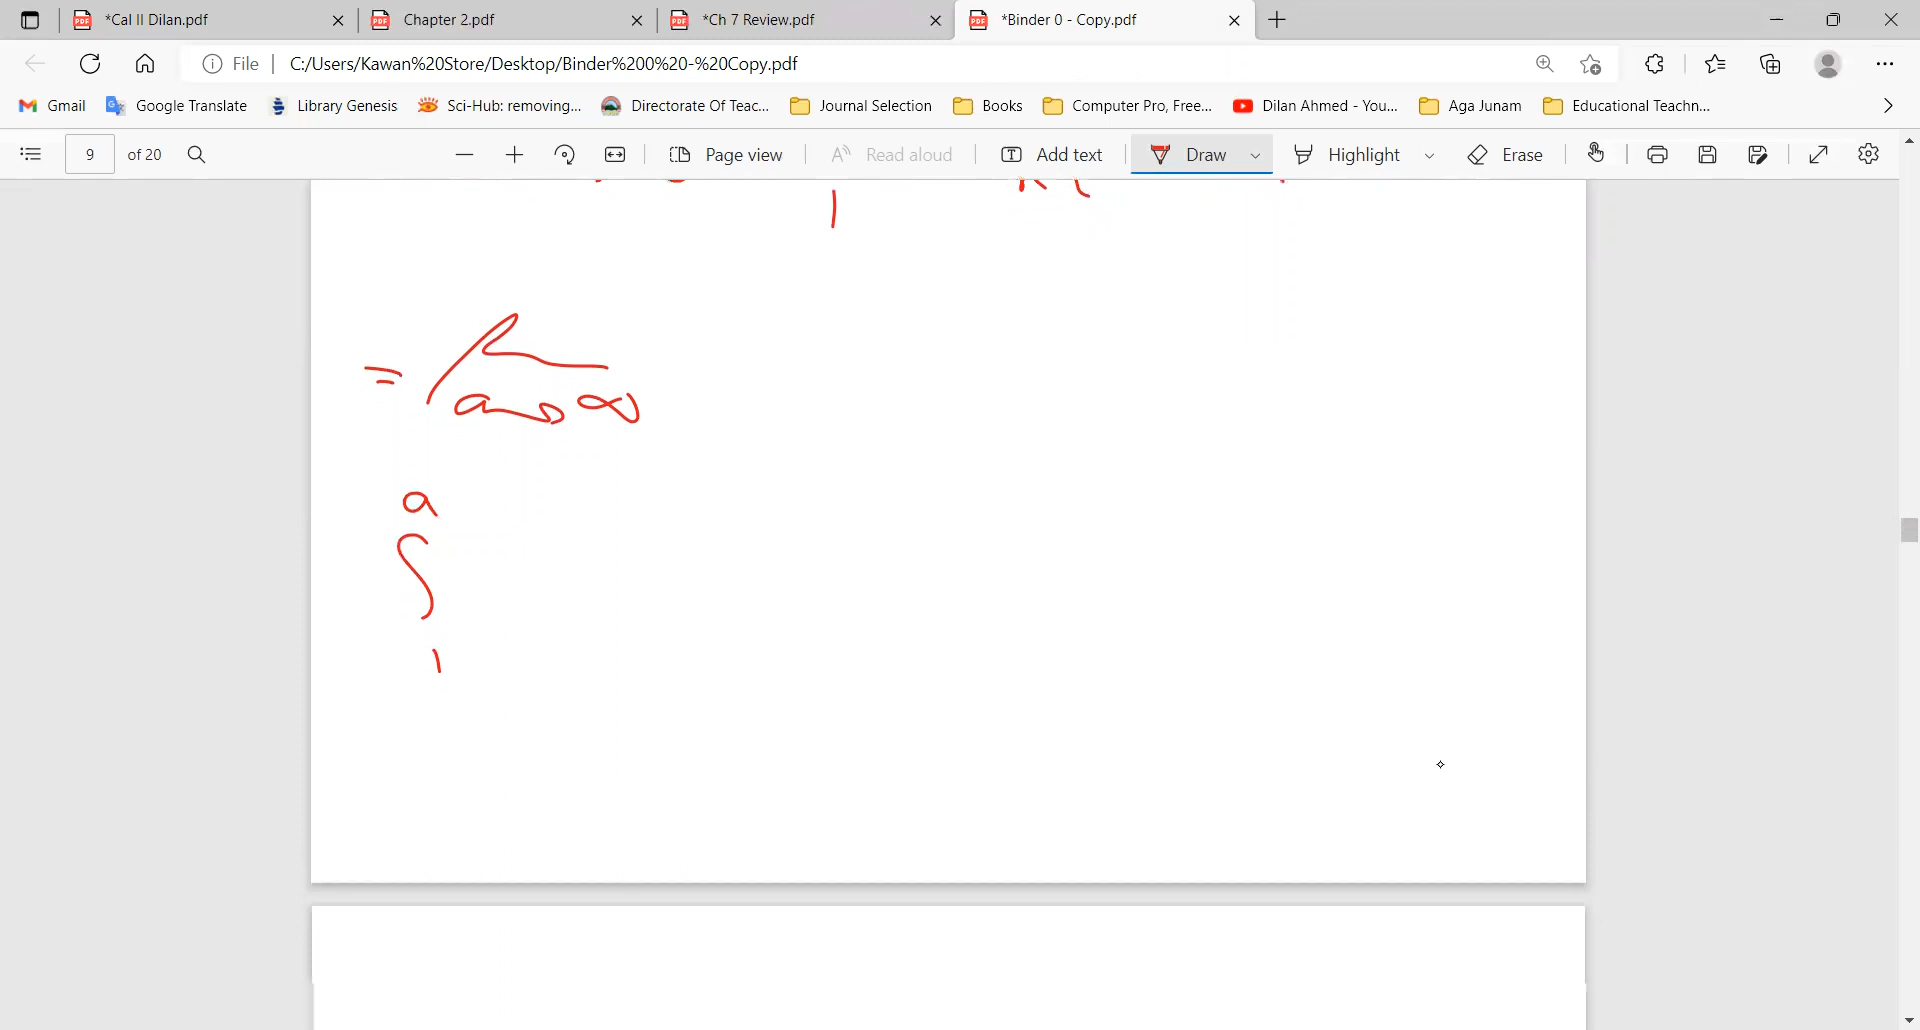 *Cal II Dilan.pdf
Chapter 2.pdf
*Ch 7 Review.pdf
*Binder 0 - Copy.pdf
File
C:/Users/Kawan%20Store/Desktop/Binder%200%20-%20Copy.pdf
Gmail
Google Translate
Library Genesis
Sci-Hub: removing...
Directorate Of Teac...
Journal Selection
Books
Computer Pro, Free...
Dilan Ahmed - You...
Aga Junam
Educational Teachn...
9 of 20
Page view
Read aloud
Add text
Draw
Highlight
Erase
1
=
a → ∞
a
∫
1